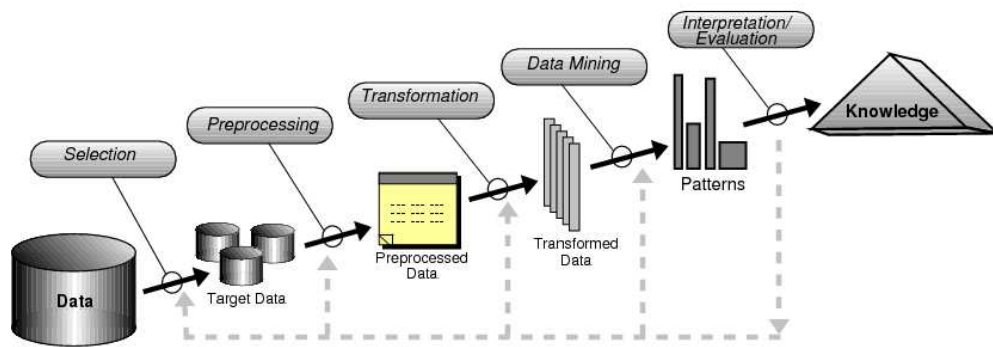 Interpretation/
Evaluation
Data Mining
Transformation
Preprocessing
Selection
Knowledge
Patterns
Transformed
Data
Preprocessed
Data
Target Data
Data